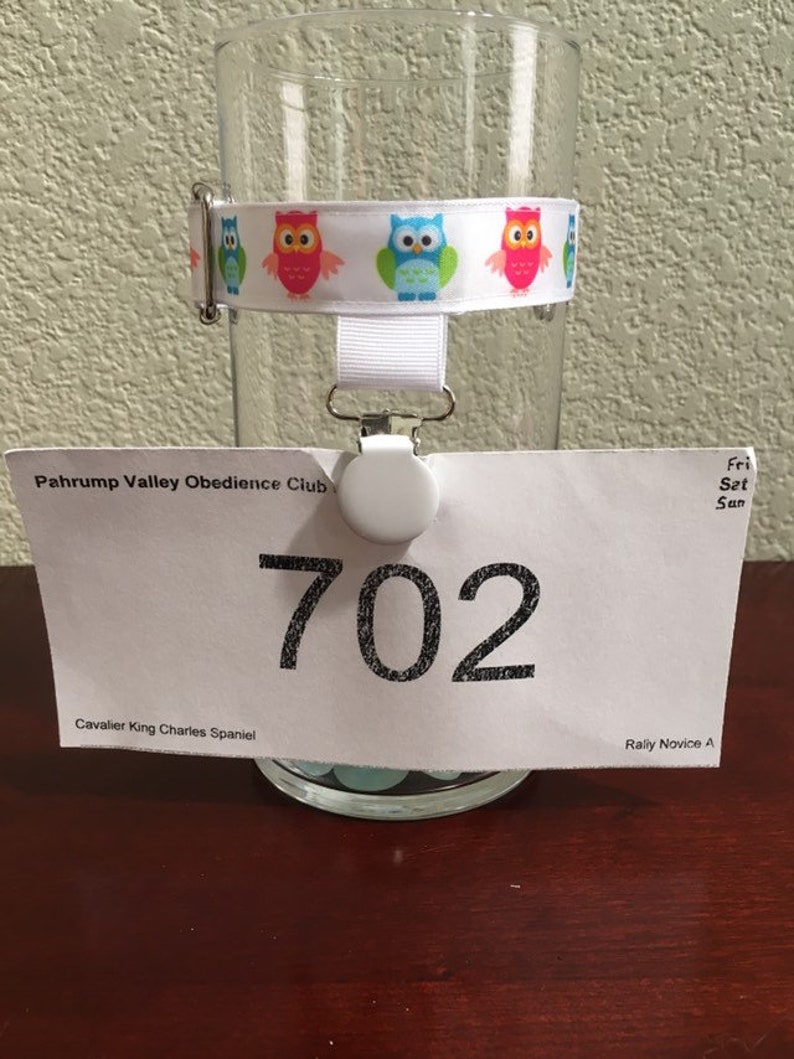 Pahrump Valley Obedience Club
Fri
Sat
Sun
702
Cavalier King Charles Spaniel
Rally Novice A